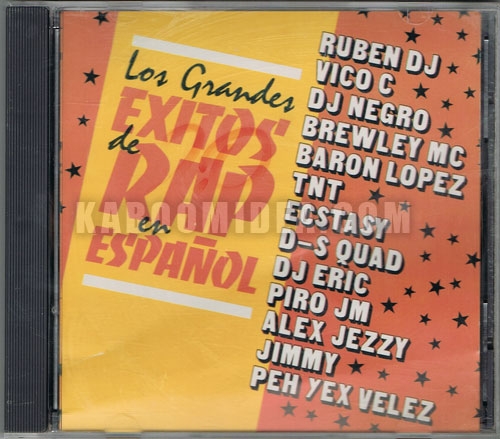 Los Grandes
EXITOS
de
RAP
en
ESPAÑOL
RUBEN DJ
VICO C
DJ NEGRO
BREWLEY MC
BARON LOPEZ
TNT
ECSTASY
D-S QUAD
DJ ERIC
PIRO JM
ALEX JEZZY
JIMMY
PEH YEX VELEZ